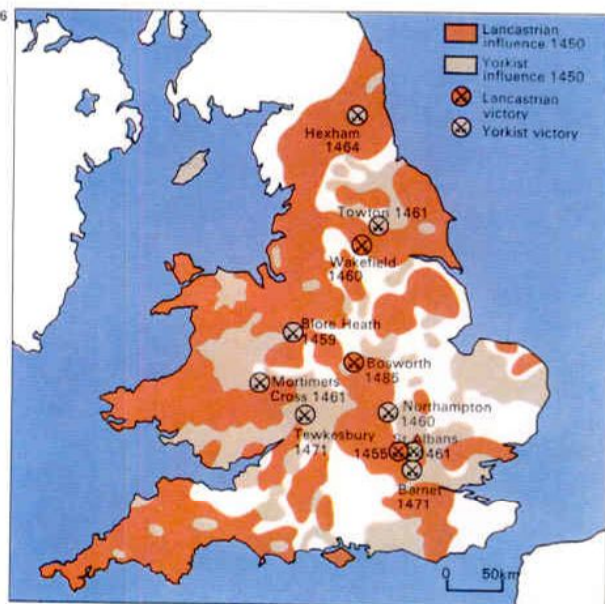 6
Lancastrian
influence 1450
Yorkist
influence 1450
Lancastrian
victory
Yorkist victory
Hexham
1464
Towton 1461
Wakefield
1460
Blore Heath
1459
Bosworth
1485
Mortimers
Cross 1461
Northampton
1460
Tewkesbury
1471
St Albans
1455
1461
Barnet
1471
0 50km